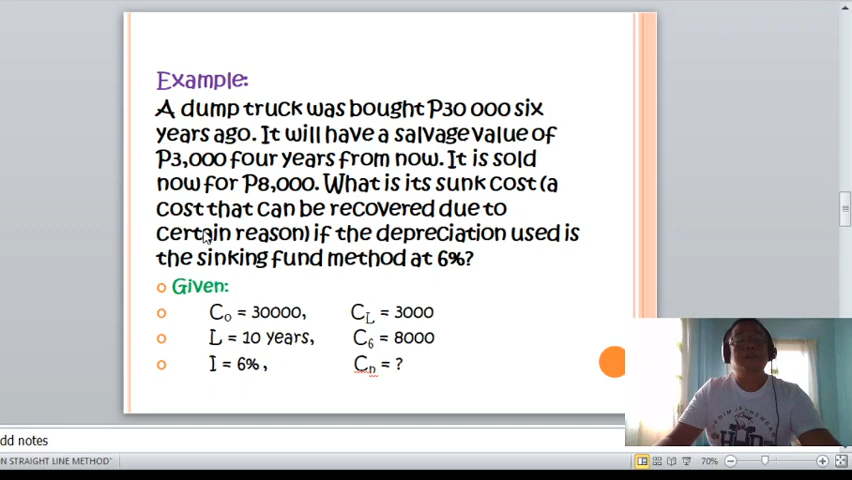 Example:
A dump truck was bought P30 000 six
years ago. It will have a salvage value of
P3,000 four years from now. It is sold
now for P8,000. What is its sunk cost (a
cost that can be recovered due to
certain reason) if the depreciation used is
the sinking fund method at 6%?
Given:
C₀ = 30000, C_L = 3000
L = 10 years, C₆ = 8000
I = 6%, Cₙ = ?
dd notes
N STRAIGHT LINE METHOD"
70%